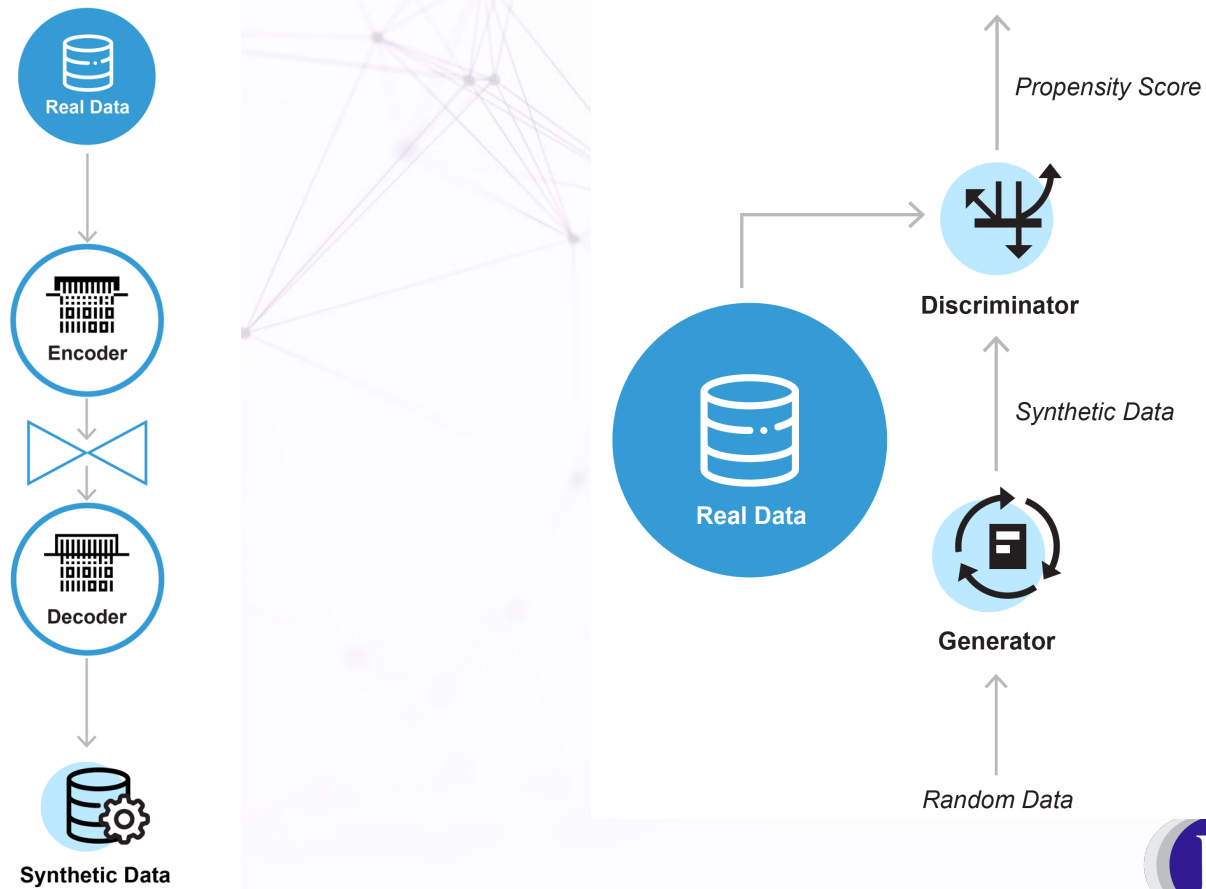 Real Data
Encoder
Decoder
Synthetic Data
Propensity Score
Discriminator
Synthetic Data
Real Data
Generator
Random Data